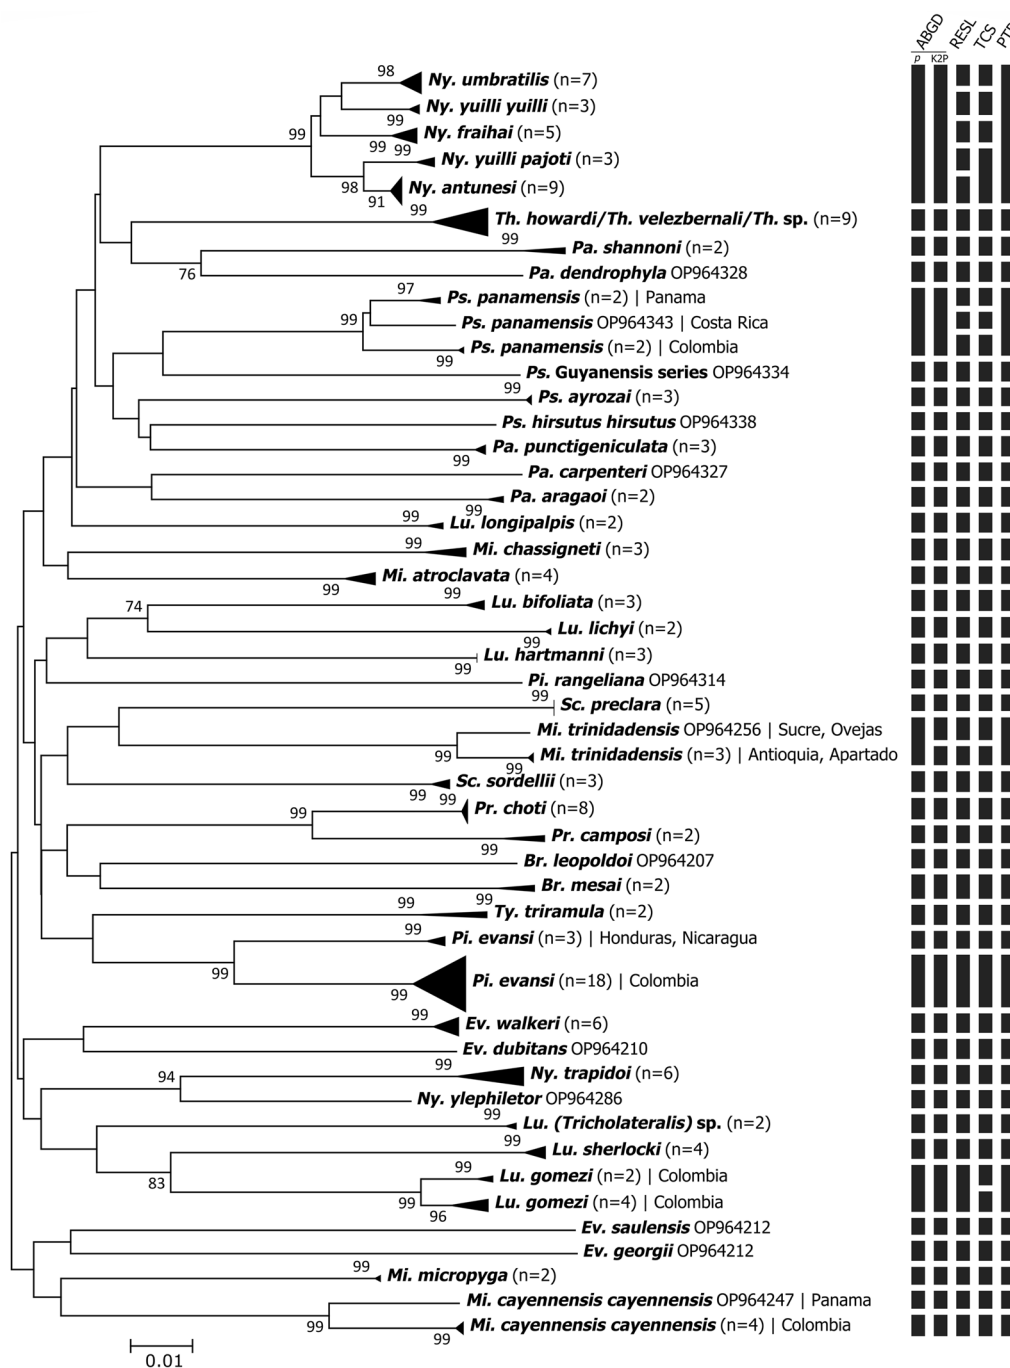 ABGD RESL TCS
p K2P
98 Ny. umbratilis (n=7)
Ny. yuilli yuilli (n=3)
99
99 Ny. fraihai (n=5)
99 99 Ny. yuilli pajoti (n=3)
98 Ny. antunesi (n=9)
91
99 Th. howardi/Th. velezbernali/Th. sp. (n=9)
99 Pa. shannoni (n=2)
76 Pa. dendrophyla OP964328
97 Ps. panamensis (n=2) | Panama
99 Ps. panamensis OP964343 | Costa Rica
Ps. panamensis (n=2) | Colombia
99
Ps. Guyanensis series OP964334
99 Ps. ayrozai (n=3)
Ps. hirsutus hirsutus OP964338
Pa. punctigeniculata (n=3)
99
Pa. carpenteri OP964327
Pa. aragaoi (n=2)
99
99 Lu. longipalpis (n=2)
99 Mi. chassigneti (n=3)
Mi. atroclavata (n=4)
99
99 Lu. bifoliata (n=3)
74
Lu. lichyi (n=2)
99
Lu. hartmanni (n=3)
99
Pi. rangeliana OP964314
99 Sc. preclara (n=5)
Mi. trinidadensis OP964256 | Sucre, Ovejas
99 Mi. trinidadensis (n=3) | Antioquia, Apartado
99
Sc. sordellii (n=3)
99
99 99 Pr. choti (n=8)
Pr. camposi (n=2)
99
Br. leopoldoi OP964207
Br. mesai (n=2)
99
99 Ty. triramula (n=2)
99 Pi. evansi (n=3) | Honduras, Nicaragua
99
Pi. evansi (n=18) | Colombia
99
99 Ev. walkeri (n=6)
Ev. dubitans OP964210
99 Ny. trapidoi (n=6)
94
Ny. ylephiletor OP964286
99 Lu. (Tricholateralis) sp. (n=2)
99 Lu. sherlocki (n=4)
83
99 Lu. gomezi (n=2) | Colombia
99 Lu. gomezi (n=4) | Colombia
96
Ev. saulensis OP964212
Ev. georgii OP964212
99 Mi. micropyga (n=2)
Mi. cayennensis cayennensis OP964247 | Panama
99 Mi. cayennensis cayennensis (n=4) | Colombia
99
0.01